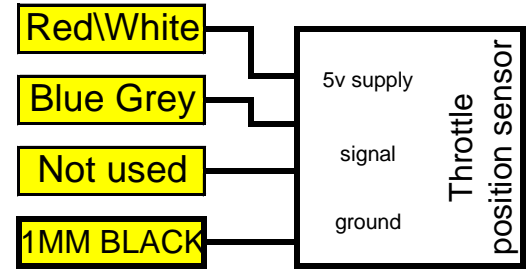 Red\White
Blue Grey
Not used
1MM BLACK
5v supply
signal
ground
Throttle
position sensor